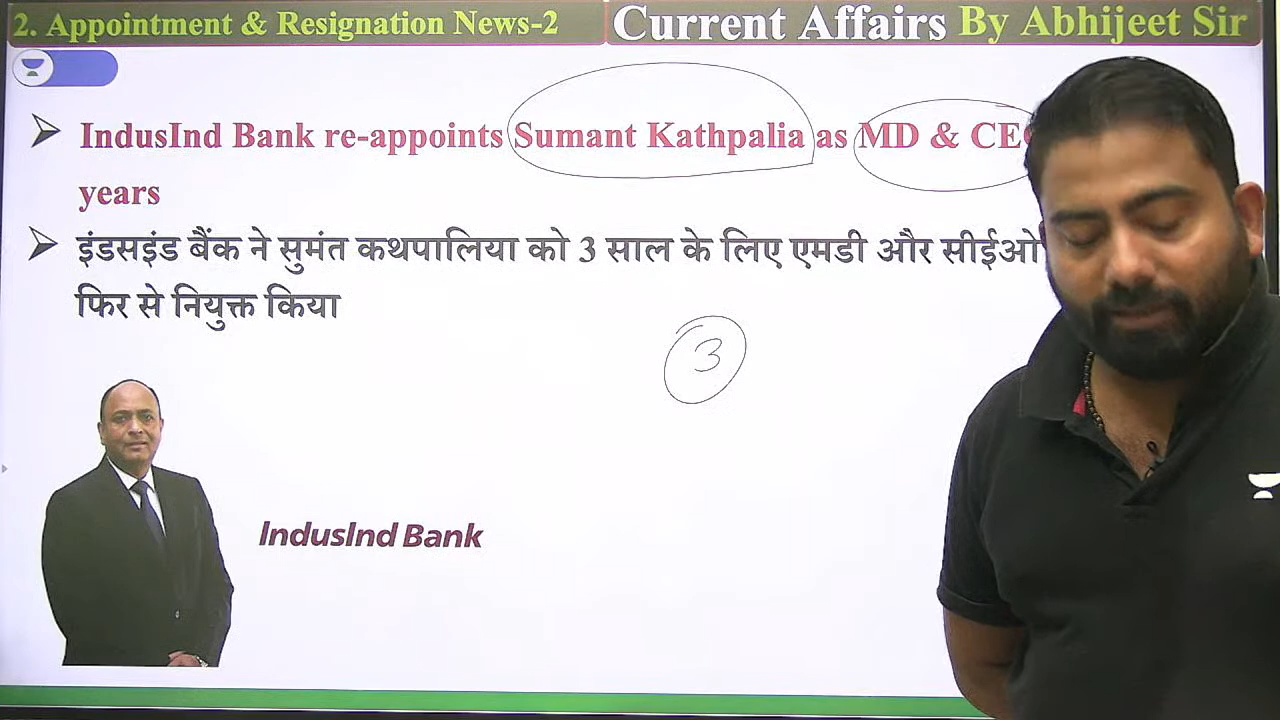 2. Appointment & Resignation News-2
Current Affairs By Abhijeet Sir
IndusInd Bank re-appoints Sumant Kathpalia as MD & CE
years
इंडसइंड बैंक ने सुमंत कथपालिया को 3 साल के लिए एमडी और सीईओ
फिर से नियुक्त किया
3
IndusInd Bank